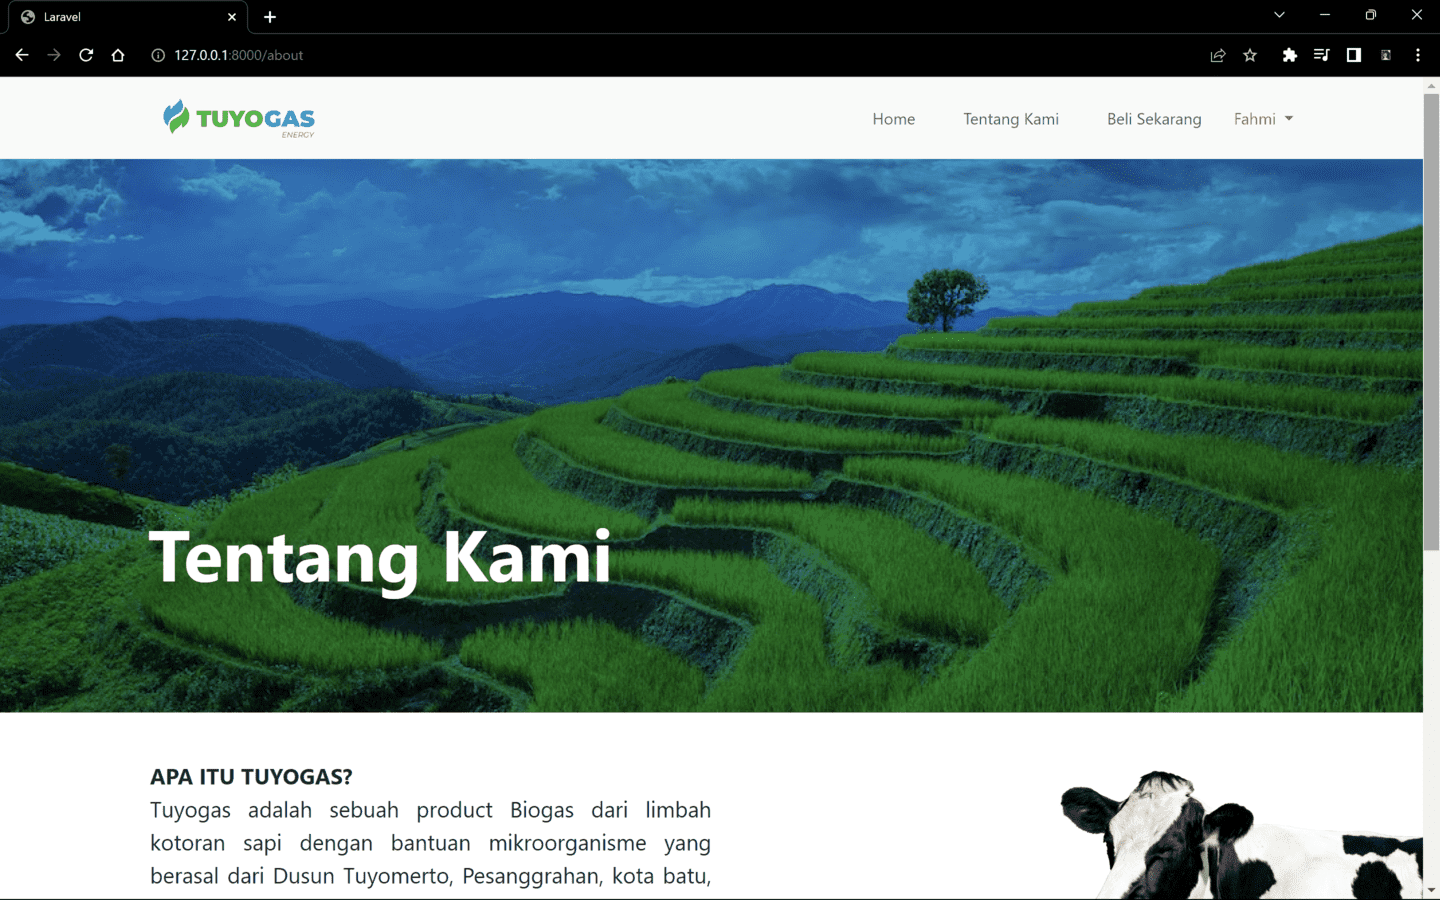 Laravel
127.0.0.1:8000/about
TUYOGAS
ENERGY
Home
Tentang Kami
Beli Sekarang
Fahmi
Tentang Kami
APA ITU TUYOGAS?
Tuyogas adalah sebuah product Biogas dari limbah
kotoran sapi dengan bantuan mikroorganisme yang
berasal dari Dusun Tuyomerto, Pesanggrahan, kota batu,